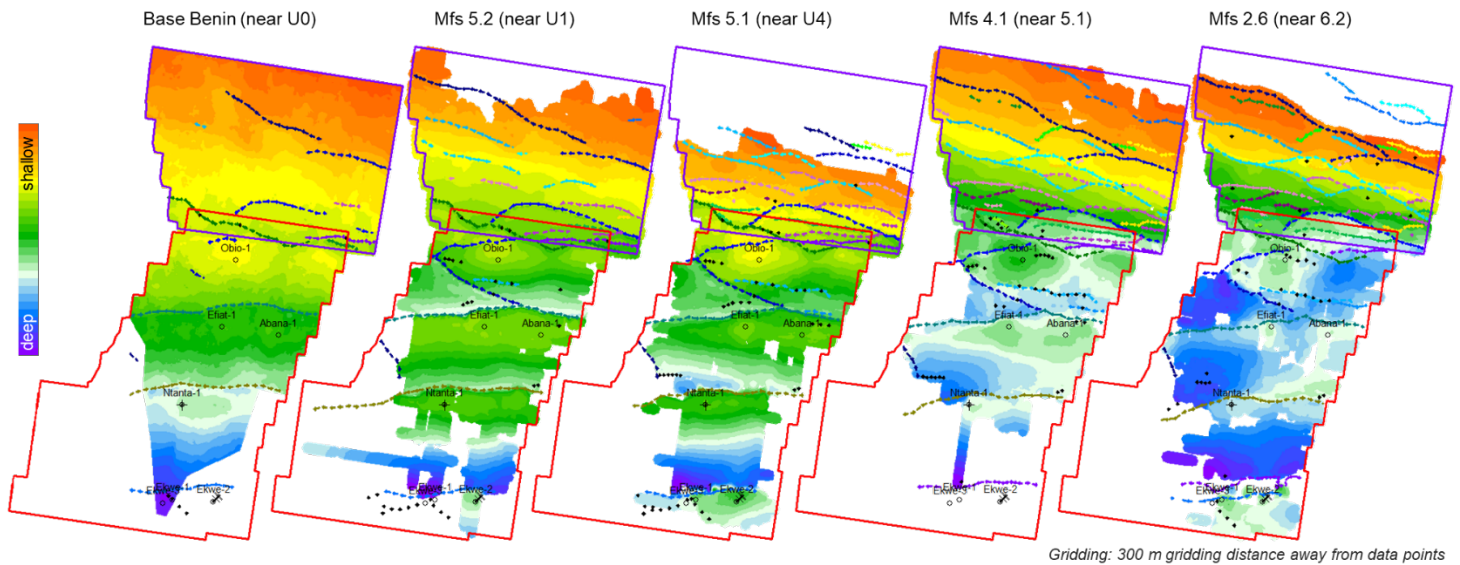 Base Benin (near U0)
Mfs 5.2 (near U1)
Mfs 5.1 (near U4)
Mfs 4.1 (near 5.1)
Mfs 2.6 (near 6.2)
shallow
deep
Obio-1
Efiat-1
Abana-1
Ntanta-1
Ekwe-1
Ekwe-3
Ekwe-2
Obio-1
Efiat-1
Abana-1
Ntanta-1
Ekwe-1
Ekwe-2
Obio-1
Efiat-1
Abana-1
Ntanta-1
Ekwe-1
Ekwe-2
Obio-1
Efiat-1
Abana-1
Ntanta-1
Ekwe-1
Ekwe-3
Ekwe-2
Obio-1
Efiat-1
Abana-1
Ntanta-1
Ekwe-1
Ekwe-2
Gridding: 300 m gridding distance away from data points